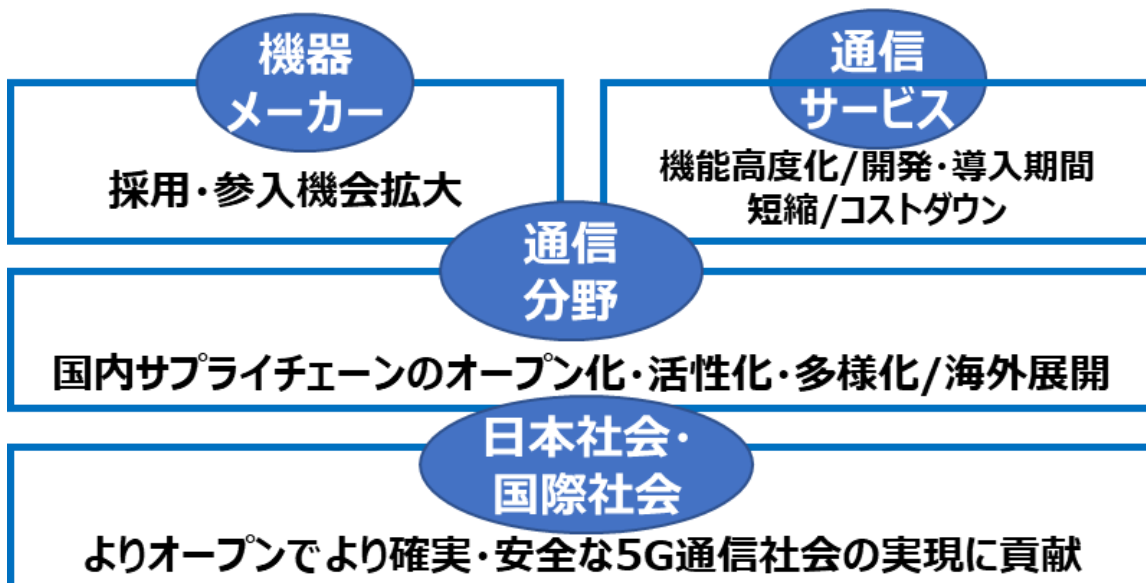 機器
メーカー
採用・参入機会拡大
通信
サービス
機能高度化/開発・導入期間
短縮/コストダウン
通信
分野
国内サプライチェーンのオープン化・活性化・多様化/海外展開
日本社会・
国際社会
よりオープンでより確実・安全な5G通信社会の実現に貢献